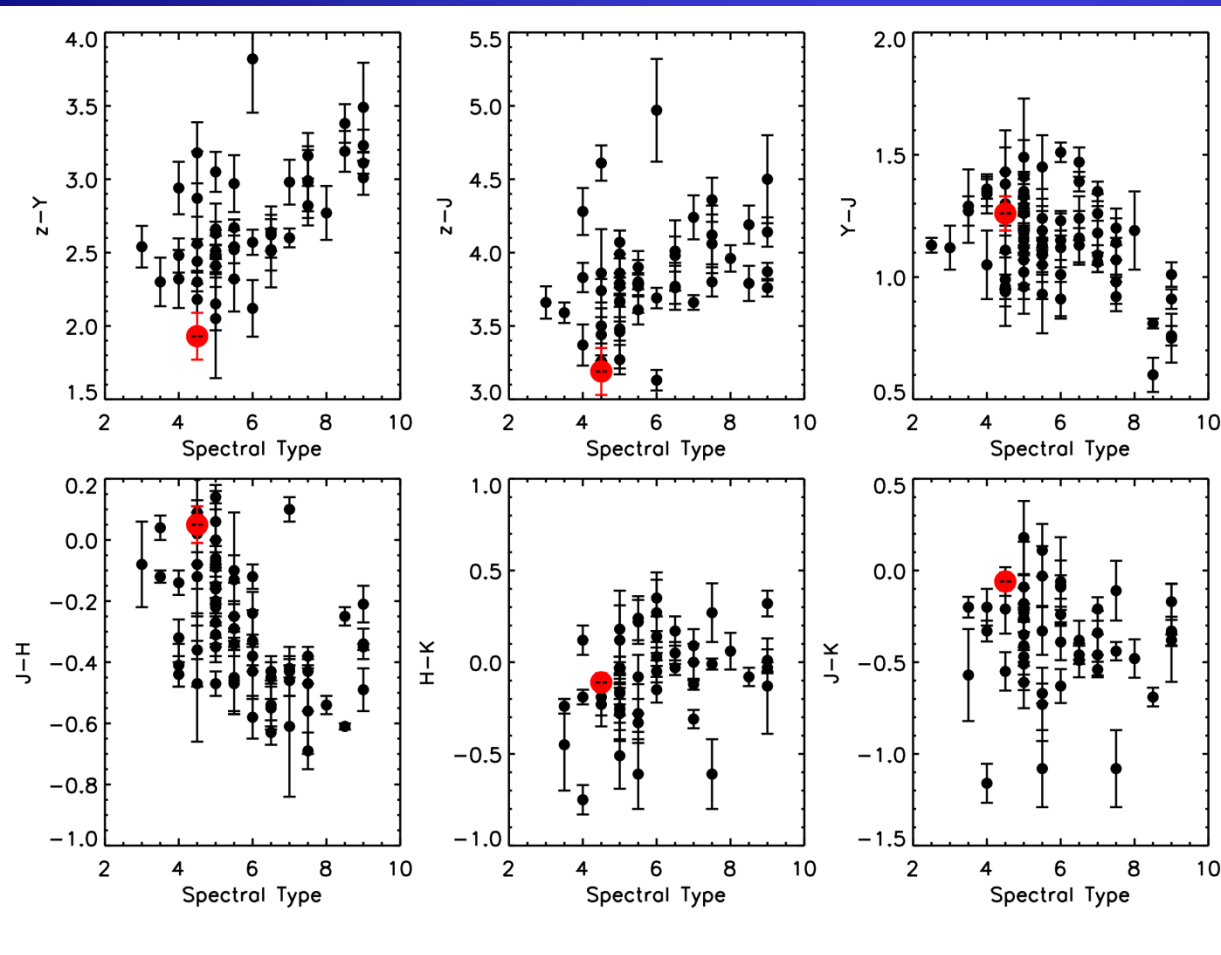 4.0 5.5 2.0
3.5 5.0
3.0 4.5 1.5
z−Y z−J Y−J
2.5 4.0 1.0
2.0 3.5
1.5 3.0 0.5
2 4 6 8 10 2 4 6 8 10 2 4 6 8 10
Spectral Type Spectral Type Spectral Type
0.2 1.0 0.5
0.0 0.5 0.0
−0.2
J−H H−K J−K
−0.4 0.0 −0.5
−0.6 −0.5 −1.0
−0.8
−1.0 −1.0 −1.5
2 4 6 8 10 2 4 6 8 10 2 4 6 8 10
Spectral Type Spectral Type Spectral Type